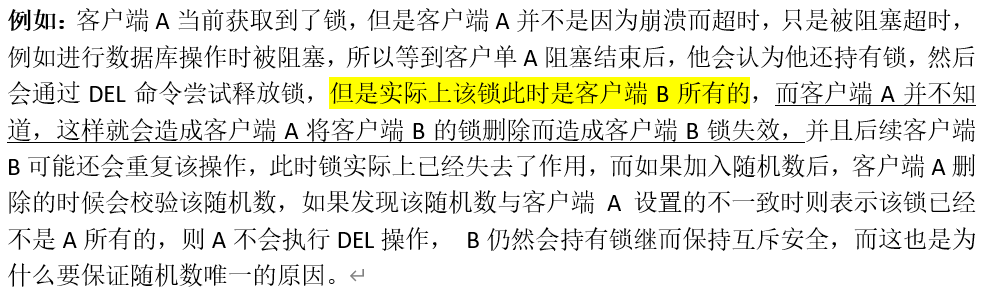 例如：客户端 A 当前获取到了锁，但是客户端 A 并不是因为崩溃而超时，只是被阻塞超时，
例如进行数据库操作时被阻塞，所以等到客户单 A 阻塞结束后，他会认为他还持有锁，然后
会通过 DEL 命令尝试释放锁，但是实际上该锁此时是客户端 B 所有的，而客户端 A 并不知
道，这样就会造成客户端 A 将客户端 B 的锁删除而造成客户端 B 锁失效，并且后续客户端
B 可能还会重复该操作，此时锁实际上已经失去了作用，而如果加入随机数后，客户端 A 删
除的时候会校验该随机数，如果发现该随机数与客户端 A 设置的不一致时则表示该锁已经
不是 A 所有的，则 A 不会执行 DEL 操作， B 仍然会持有锁继而保持互斥安全，而这也是为
什么要保证随机数唯一的原因。↵